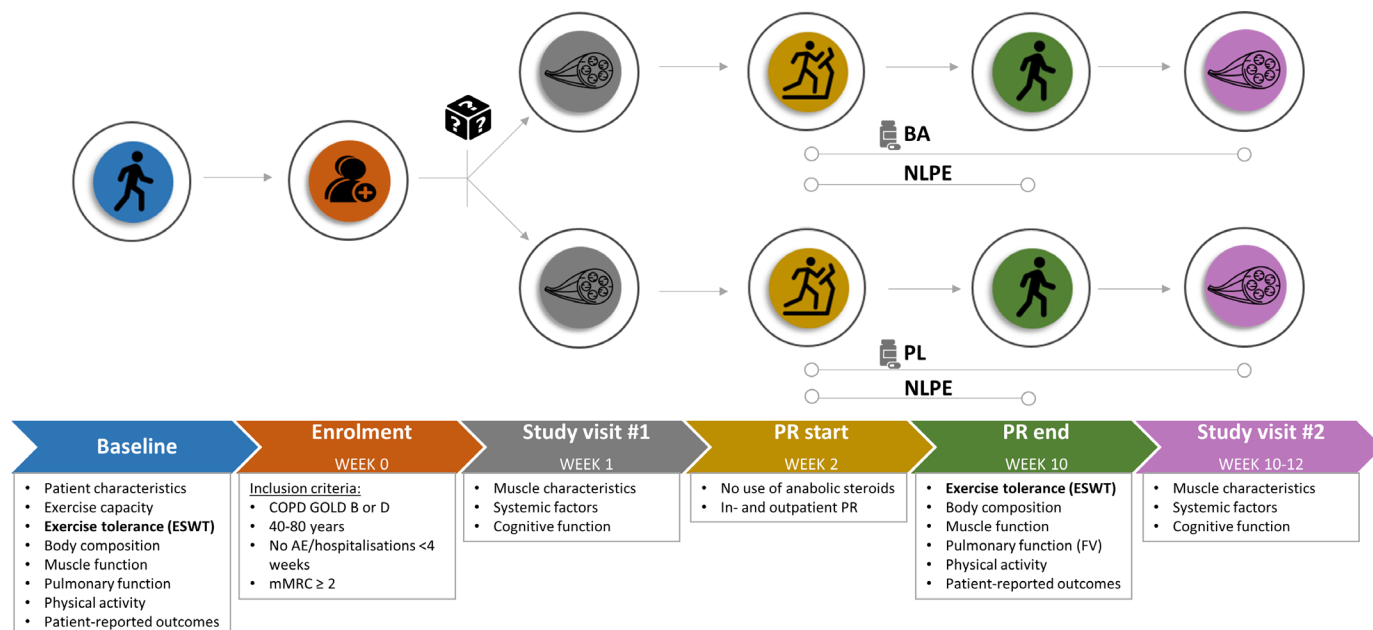 ? ? ?
BA
NLPE
PL
NLPE
Baseline
Enrolment
WEEK 0
Study visit #1
WEEK 1
PR start
WEEK 2
PR end
WEEK 10
Study visit #2
WEEK 10-12
• Patient characteristics
• Exercise capacity
• Exercise tolerance (ESWT)
• Body composition
• Muscle function
• Pulmonary function
• Physical activity
• Patient-reported outcomes
Inclusion criteria:
• COPD GOLD B or D
• 40-80 years
• No AE/hospitalisations <4
weeks
• mMRC ≥ 2
• Muscle characteristics
• Systemic factors
• Cognitive function
• No use of anabolic steroids
• In- and outpatient PR
• Exercise tolerance (ESWT)
• Body composition
• Muscle function
• Pulmonary function (FV)
• Physical activity
• Patient-reported outcomes
• Muscle characteristics
• Systemic factors
• Cognitive function